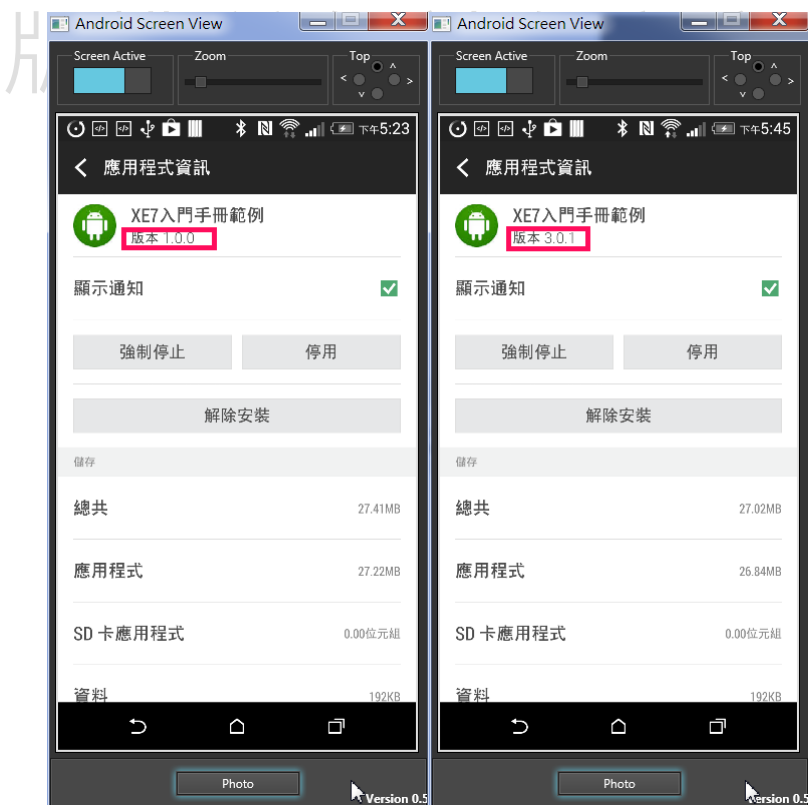 版
Android Screen View
Screen Active
Zoom
Top
下午5:23
應用程式資訊
XE7入門手冊範例
版本 1.0.0
顯示通知
強制停止
停用
解除安裝
儲存
總共
27.41MB
應用程式
27.22MB
SD 卡應用程式
0.00位元組
資料
192KB
Photo
Version 0.5
Android Screen View
Screen Active
Zoom
Top
下午5:45
應用程式資訊
XE7入門手冊範例
版本 3.0.1
顯示通知
強制停止
停用
解除安裝
儲存
總共
27.02MB
應用程式
26.84MB
SD 卡應用程式
0.00位元組
資料
192KB
Photo
Version 0.5